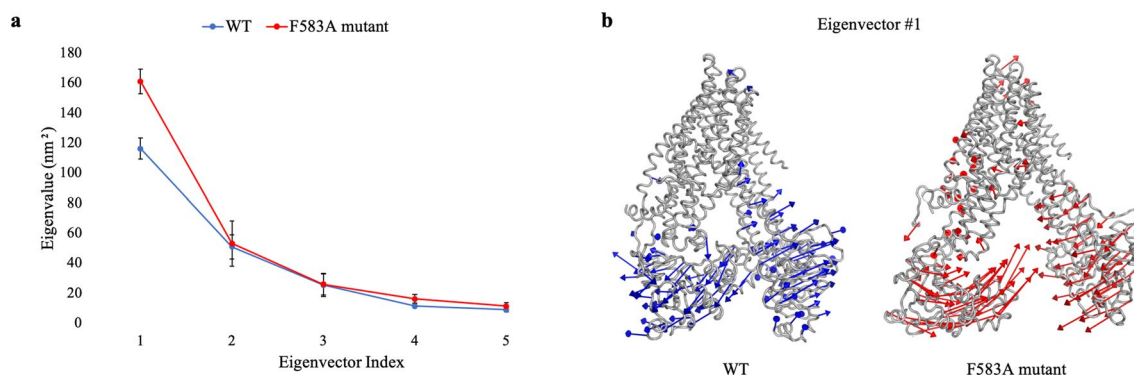 a
WT F583A mutant
180
160
140
120
100
80
60
40
20
0
Eigenvalue (nm²)
1 2 3 4 5
Eigenvector Index
b
Eigenvector #1
WT
F583A mutant